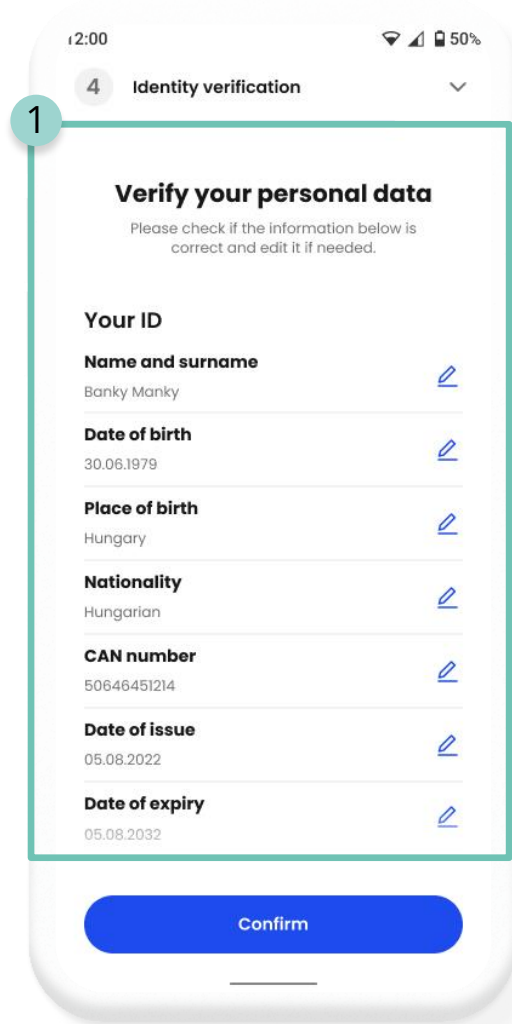 12:00 50%
4 Identity verification
1
Verify your personal data
Please check if the information below is
correct and edit it if needed.
Your ID
Name and surname
Banky Manky
Date of birth
30.06.1979
Place of birth
Hungary
Nationality
Hungarian
CAN number
50646451214
Date of issue
05.08.2022
Date of expiry
05.08.2032
Confirm